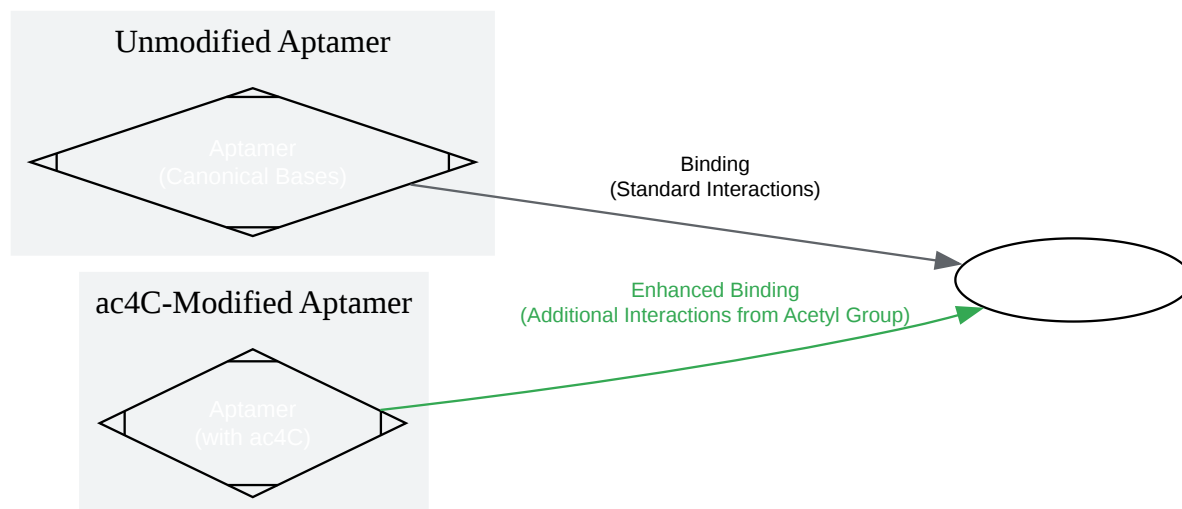 Unmodified Aptamer
Aptamer
(Canonical Bases)
Binding
(Standard Interactions)
ac4C-Modified Aptamer
Enhanced Binding
(Additional Interactions from Acetyl Group)
Aptamer
(with ac4C)